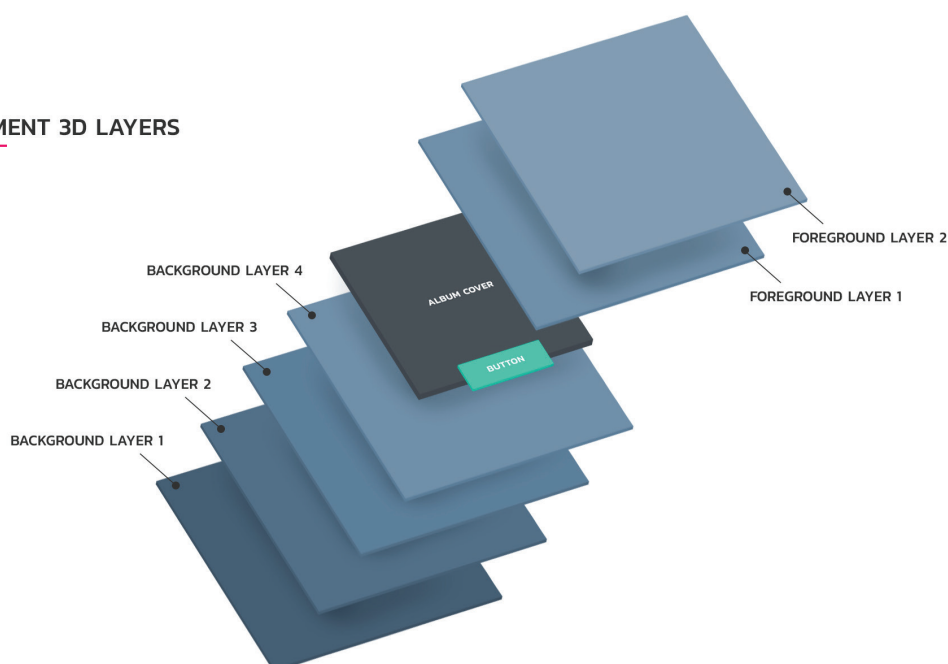 MENT 3D LAYERS
FOREGROUND LAYER 2
BACKGROUND LAYER 4
ALBUM COVER
FOREGROUND LAYER 1
BACKGROUND LAYER 3
BUTTON
BACKGROUND LAYER 2
BACKGROUND LAYER 1